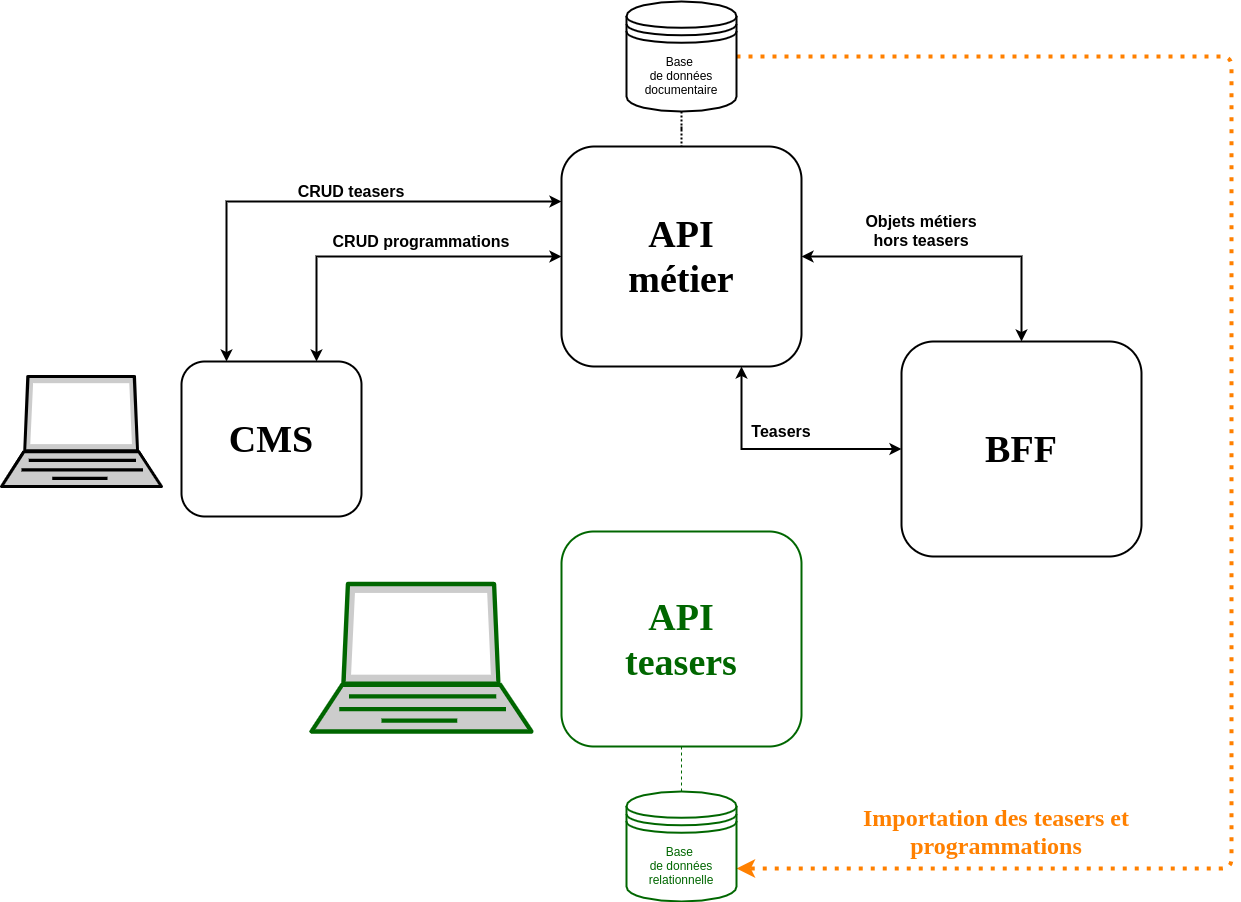 Base
de données
documentaire
CRUD teasers
CRUD programmations
API
métier
Objets métiers
hors teasers
CMS
Teasers
BFF
API
teasers
Importation des teasers et
programmations
Base
de données
relationnelle